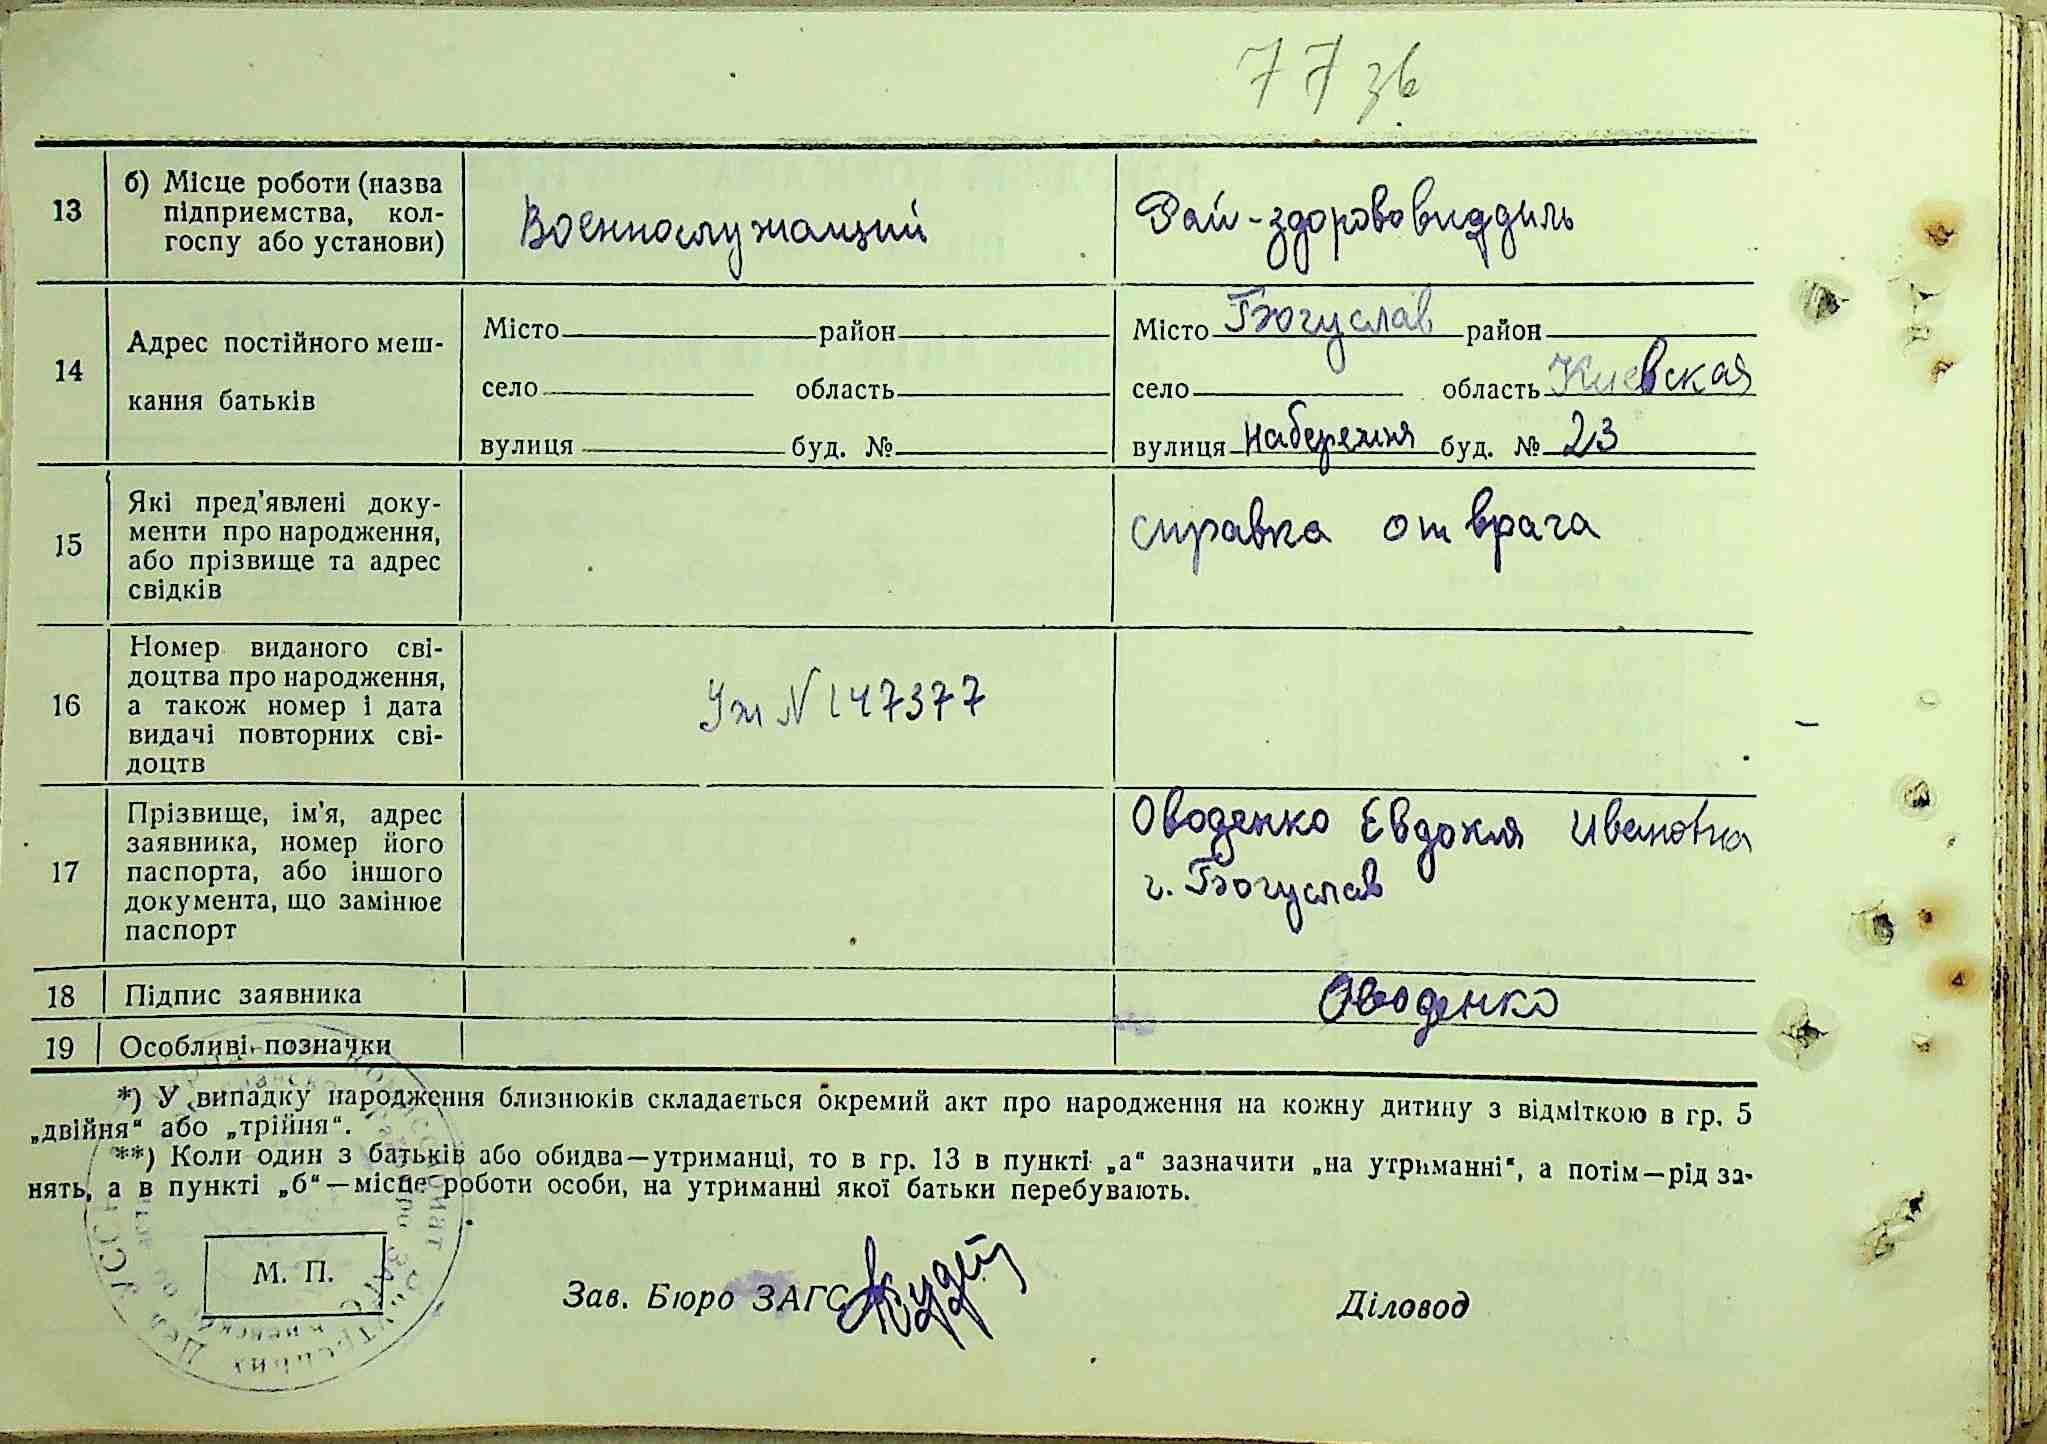 77 зв
13 б) Місце роботи (назва
підприємства, кол-
госпу або установи)
Военнослужащий
Рай-здорововиддиль
14 Адрес постійного меш-
кання батьків
Місто район
село область
вулиця буд. №
Місто Богуслав район
село область Киевская
вулиця Набережня буд. № 23
15 Які пред'явлені доку-
менти про народження,
або прізвище та адрес
свідків
справка от врача
16 Номер виданого сві-
доцтва про народження,
а також номер і дата
видачі повторних сві-
доцтв
N 147377
17 Прізвище, ім'я, адрес
заявника, номер його
паспорта, або іншого
документа, що замінює
паспорт
Оводенко Евдокия Ивановна
г. Богуслав
18 Підпис заявника
Оводенко
19 Особливі позначки
*) У випадку народження близнюків складається окремий акт про народження на кожну дитину з відміткою в гр. 5
„двійня“ або „трійня“.
**) Коли один з батьків або обидва—утриманці, то в гр. 13 в пункті „а“ зазначити „на утриманні“, а потім—рід за-
нять, а в пункті „б“—місце роботи особи, на утриманні якої батьки перебувають.
М. П.
Зав. Бюро ЗАГС
Діловод